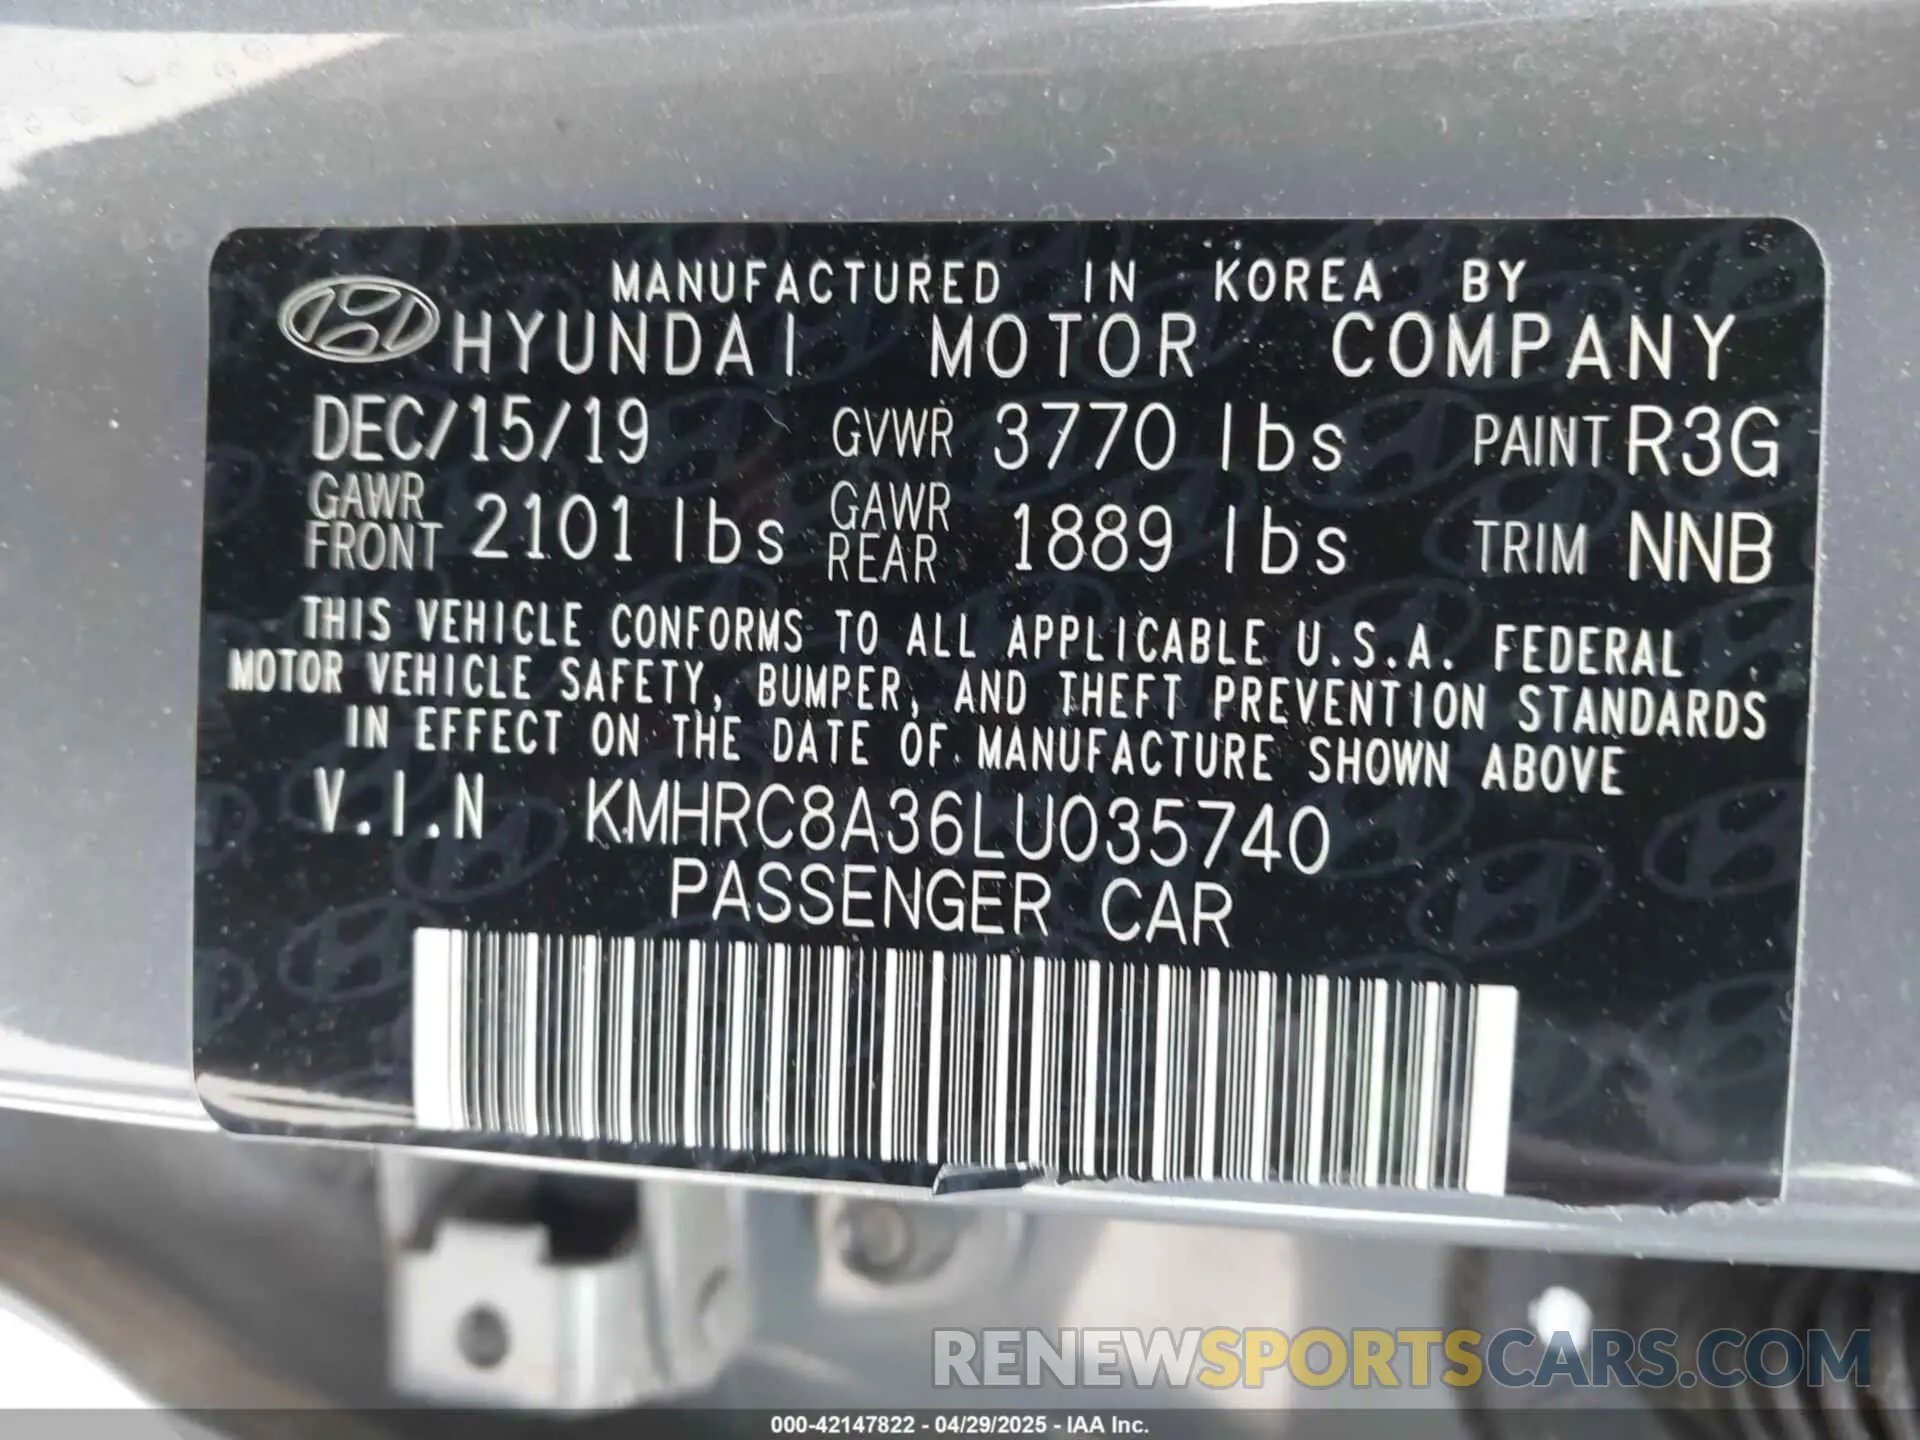 MANUFACTURED IN KOREA BY
HYUNDAI MOTOR COMPANY
DEC/15/19 GVWR 3770 lbs PAINT R3G
GAWR FRONT 2101 lbs GAWR REAR 1889 lbs TRIM NNB
THIS VEHICLE CONFORMS TO ALL APPLICABLE U.S.A. FEDERAL
MOTOR VEHICLE SAFETY, BUMPER, AND THEFT PREVENTION STANDARDS
IN EFFECT ON THE DATE OF MANUFACTURE SHOWN ABOVE
V.I.N KMHRC8A36LU035740
PASSENGER CAR
RENEWSPORTSCARS.COM
000-42147822 - 04/29/2025 - IAA Inc.